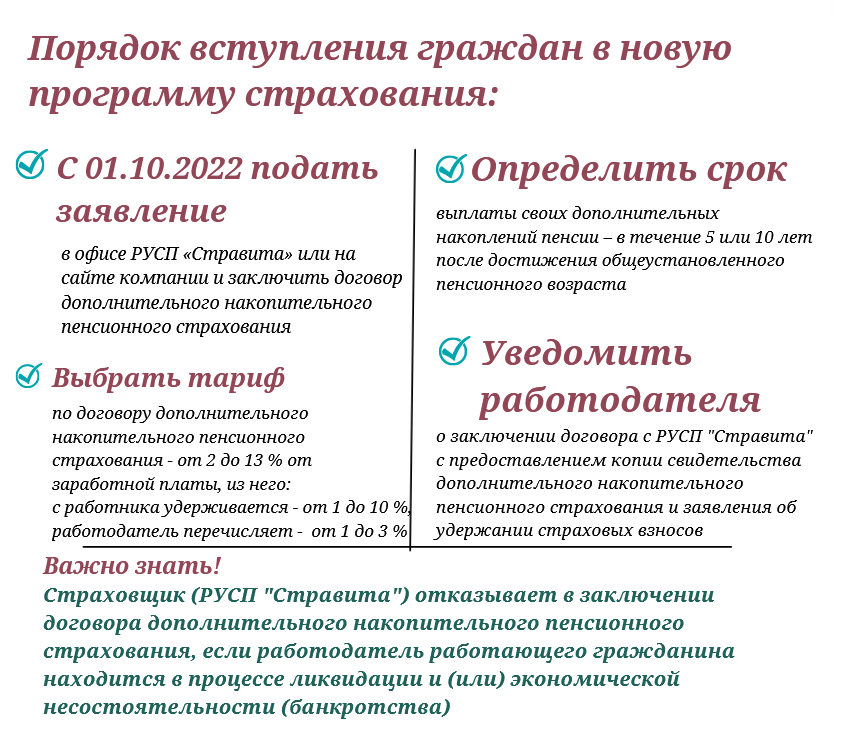 Порядок вступления граждан в новую
программу страхования:
С 01.10.2022 подать
заявление
в офисе РУСП «Стравита» или на
сайте компании и заключить договор
дополнительного накопительного
пенсионного страхования
Выбрать тариф
по договору дополнительного
накопительного пенсионного
страхования - от 2 до 13 % от
заработной платы, из него:
с работника удерживается - от 1 до 10 %,
работодатель перечисляет - от 1 до 3 %
Определить срок
выплаты своих дополнительных
накоплений пенсии – в течение 5 или 10 лет
после достижения общеустановленного
пенсионного возраста
Уведомить
работодателя
о заключении договора с РУСП "Стравита"
с предоставлением копии свидетельства
дополнительного накопительного
пенсионного страхования и заявления об
удержании страховых взносов
Важно знать!
Страховщик (РУСП "Стравита") отказывает в заключении
договора дополнительного накопительного пенсионного
страхования, если работодатель работающего гражданина
находится в процессе ликвидации и (или) экономической
несостоятельности (банкротства)